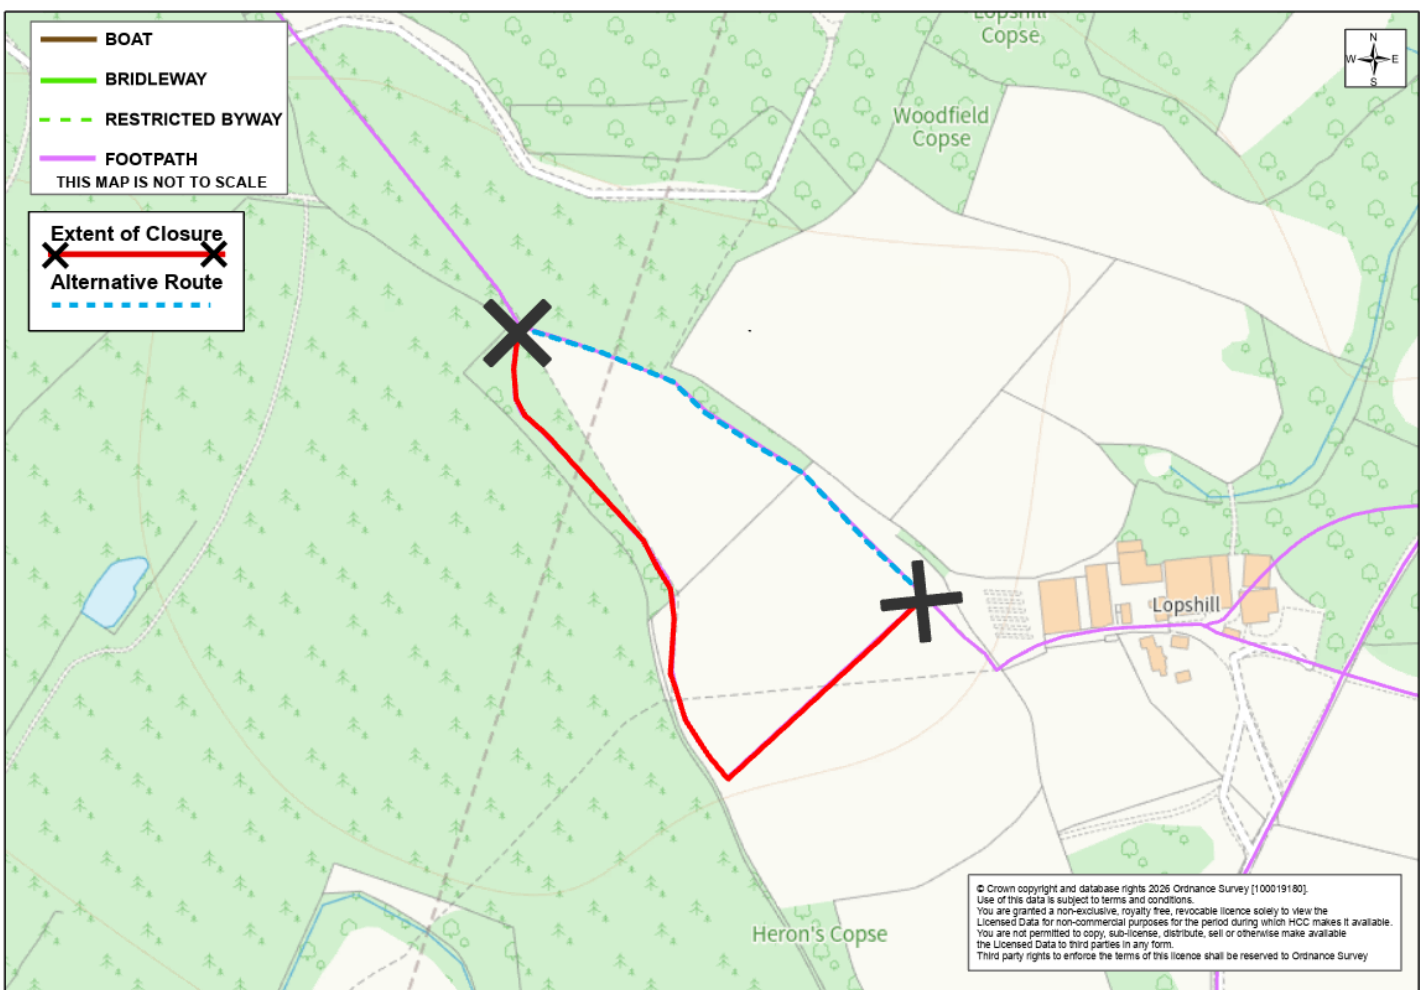 BOAT
BRIDLEWAY
RESTRICTED BYWAY
FOOTPATH
THIS MAP IS NOT TO SCALE
Extent of Closure
Alternative Route
Lopshill
Copse
N
W E
S
Woodfield
Copse
Lopshill
Heron's Copse
© Crown copyright and database rights 2026 Ordnance Survey [100019180].
Use of this data is subject to terms and conditions.
You are granted a non-exclusive, royalty free, revocable licence solely to view the
Licensed Data for non-commercial purposes for the period during which HCC makes it available.
You are not permitted to copy, sub-license, distribute, sell or otherwise make available
the Licensed Data to third parties in any form.
Third party rights to enforce the terms of this licence shall be reserved to Ordnance Survey